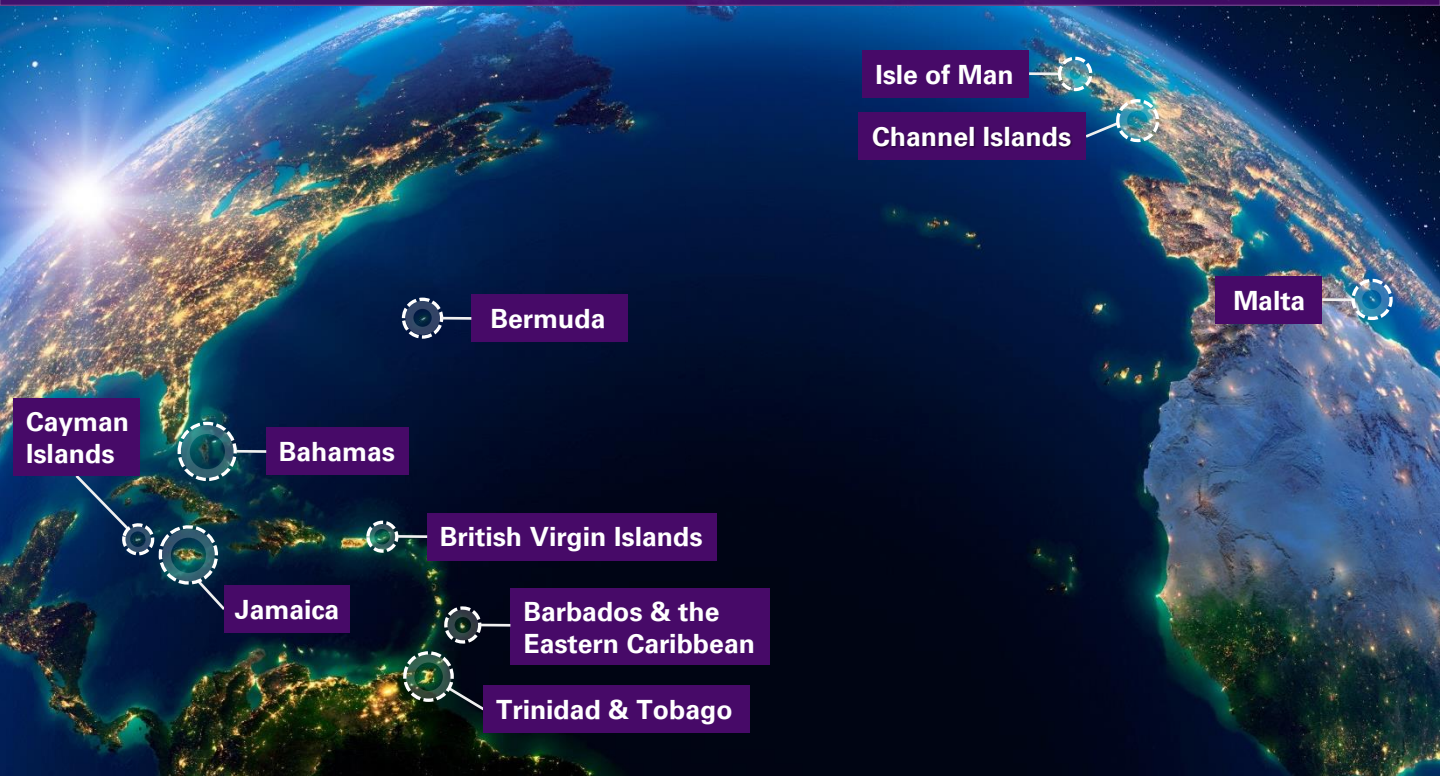 Isle of Man
Channel Islands
Malta
Bermuda
Cayman
Islands
Bahamas
British Virgin Islands
Jamaica
Barbados & the
Eastern Caribbean
Trinidad & Tobago